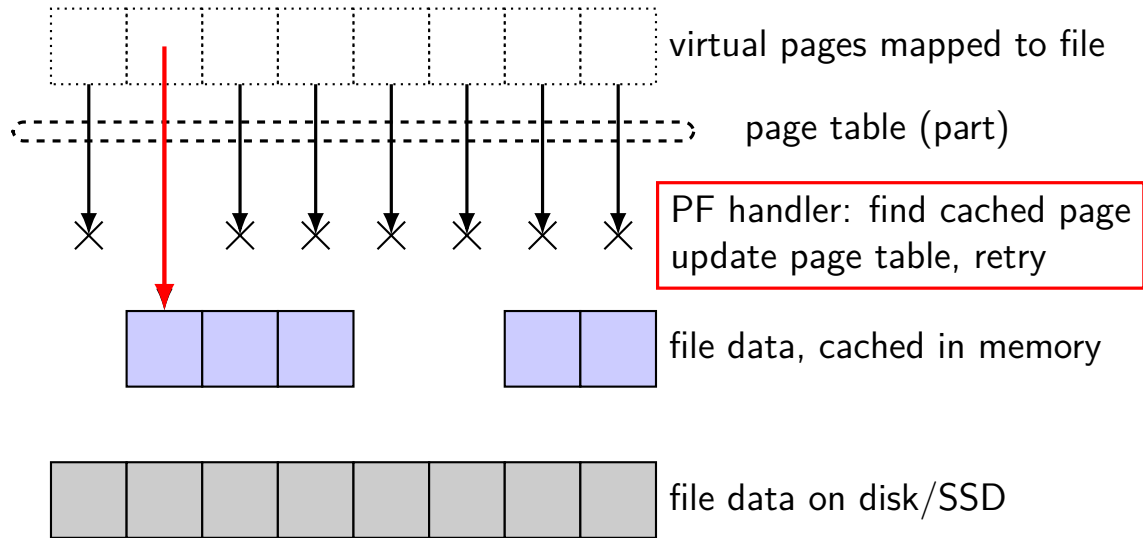 virtual pages mapped to file
page table (part)
PF handler: find cached page
update page table, retry
file data, cached in memory
file data on disk/SSD